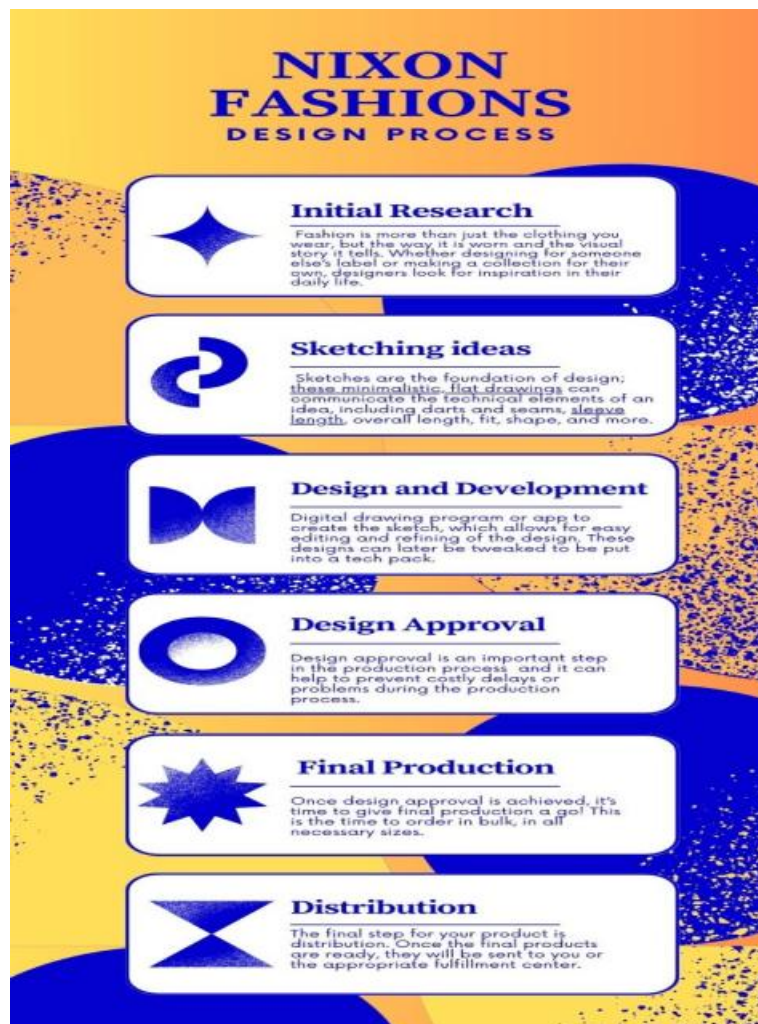 NIXON
FASHIONS
DESIGN PROCESS
Initial Research
Fashion is more than just the clothing you
wear, but the way it is worn and the visual
story it tells. Whether designing for someone
else's label or making a collection for their
own, designers look for inspiration in their
daily life.
Sketching ideas
Sketches are the foundation of design;
these minimalistic, flat drawings can
communicate the technical elements of an
idea, including darts and seams, sleeve
length, overall length, fit, shape, and more.
Design and Development
Digital drawing program or app to
create the sketch, which allows for easy
editing and refining of the design, These
designs can later be tweaked to be put
into a tech pack.
Design Approval
Design approval is an important step
in the production process and it can
help to prevent costly delays or
problems during the production
process.
Final Production
Once design approval is achieved, it's
time to give final production a go! This
is the time to order in bulk, in all
necessary sizes.
Distribution
The final step for your product is
distribution. Once the final products
are ready, they will be sent to you or
the appropriate fulfillment center.